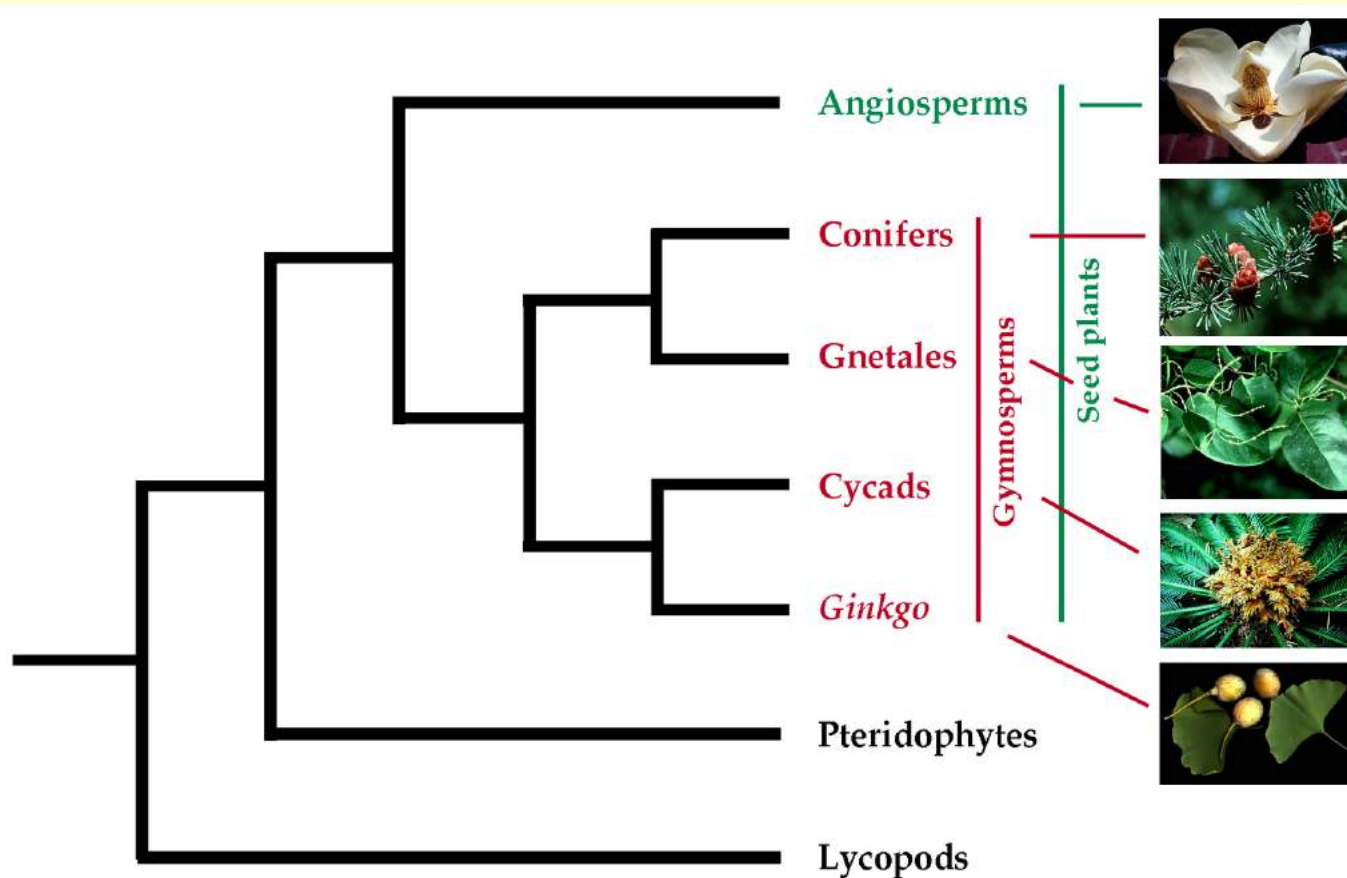 Angiosperms
Conifers
Gnetales
Cycads
Ginkgo
Gymnosperms
Seed plants
Pteridophytes
Lycopods